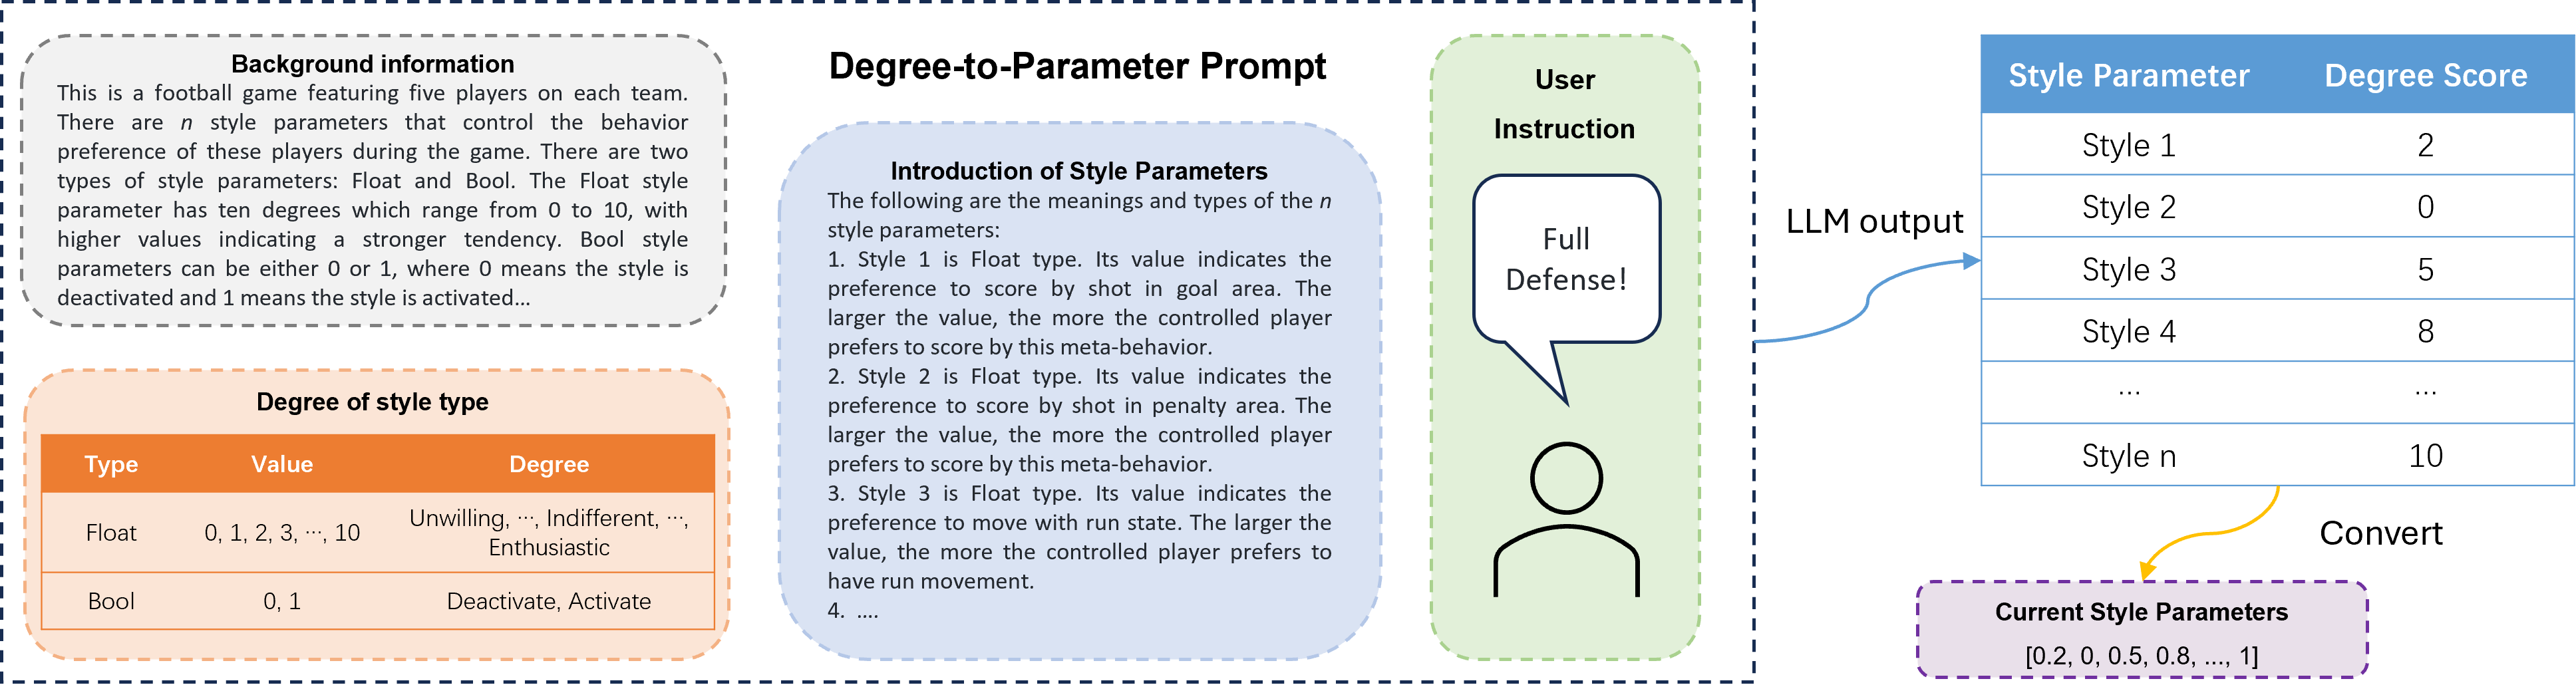 Background information
This is a football game featuring five players on each team.
There are n style parameters that control the behavior
preference of these players during the game. There are two
types of style parameters: Float and Bool. The Float style
parameter has ten degrees which range from 0 to 10, with
higher values indicating a stronger tendency. Bool style
parameters can be either 0 or 1, where 0 means the style is
deactivated and 1 means the style is activated...
Degree of style type
Type Value Degree
Float 0, 1, 2, 3, ···, 10 Unwilling, ···, Indifferent, ···,
Enthusiastic
Bool 0, 1 Deactivate, Activate
Degree-to-Parameter Prompt
Introduction of Style Parameters
The following are the meanings and types of the n
style parameters:
1. Style 1 is Float type. Its value indicates the
preference to score by shot in goal area. The
larger the value, the more the controlled player
prefers to score by this meta-behavior.
2. Style 2 is Float type. Its value indicates the
preference to score by shot in penalty area. The
larger the value, the more the controlled player
prefers to score by this meta-behavior.
3. Style 3 is Float type. Its value indicates the
preference to move with run state. The larger the
value, the more the controlled player prefers to
have run movement.
4. ....
User
Instruction
Full
Defense!
LLM output
Style Parameter Degree Score
Style 1 2
Style 2 0
Style 3 5
Style 4 8
... ...
Style n 10
Convert
Current Style Parameters
[0.2, 0, 0.5, 0.8, ..., 1]